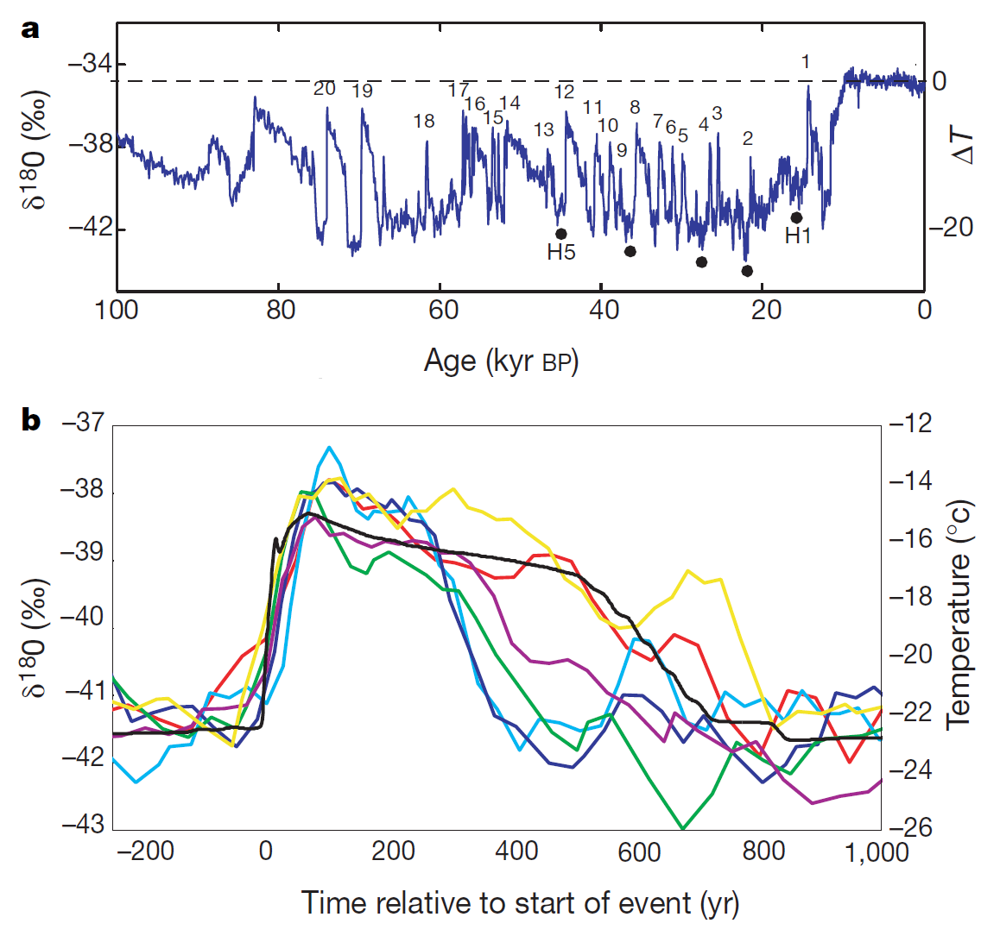 a
−34
−38
−42
δ18O (‰)
20 19 18 17 16 15 14 13 12 11 10 9 8 7 6 5 4 3 2 1
H5 H1
0
−20
ΔT
100 80 60 40 20 0
Age (kyr BP)
b
−37
−38
−39
−40
−41
−42
−43
δ18O (‰)
−12
−14
−16
−18
−20
−22
−24
−26
Temperature (°c)
−200 0 200 400 600 800 1,000
Time relative to start of event (yr)